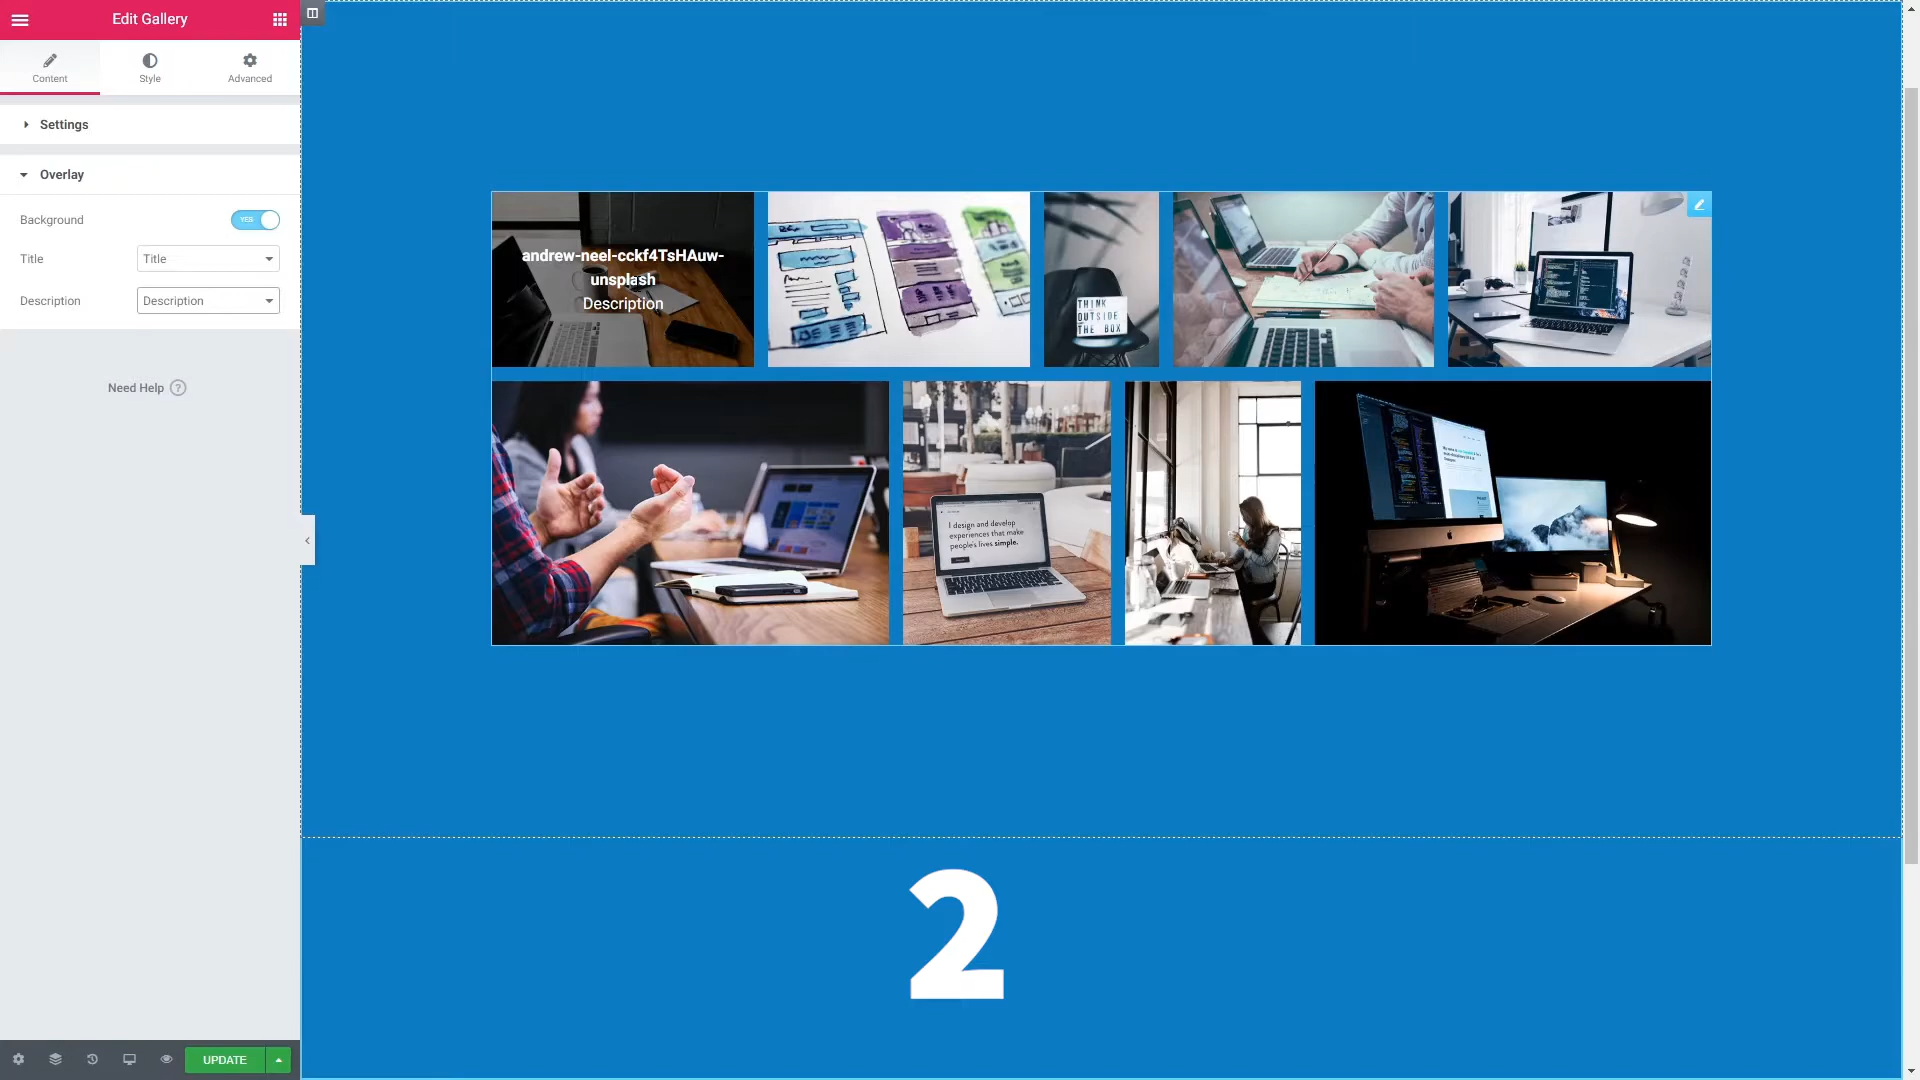 Edit Gallery
Content
Style
Advanced
Settings
Overlay
Background
YES
Title
Title
Description
Description
Need Help
?
UPDATE
andrew-neel-cckf4TsHAuw-
unsplash
Description
THINK
OUTSIDE
THE BOX
I design and develop
experiences that make
people's lives simple.
2